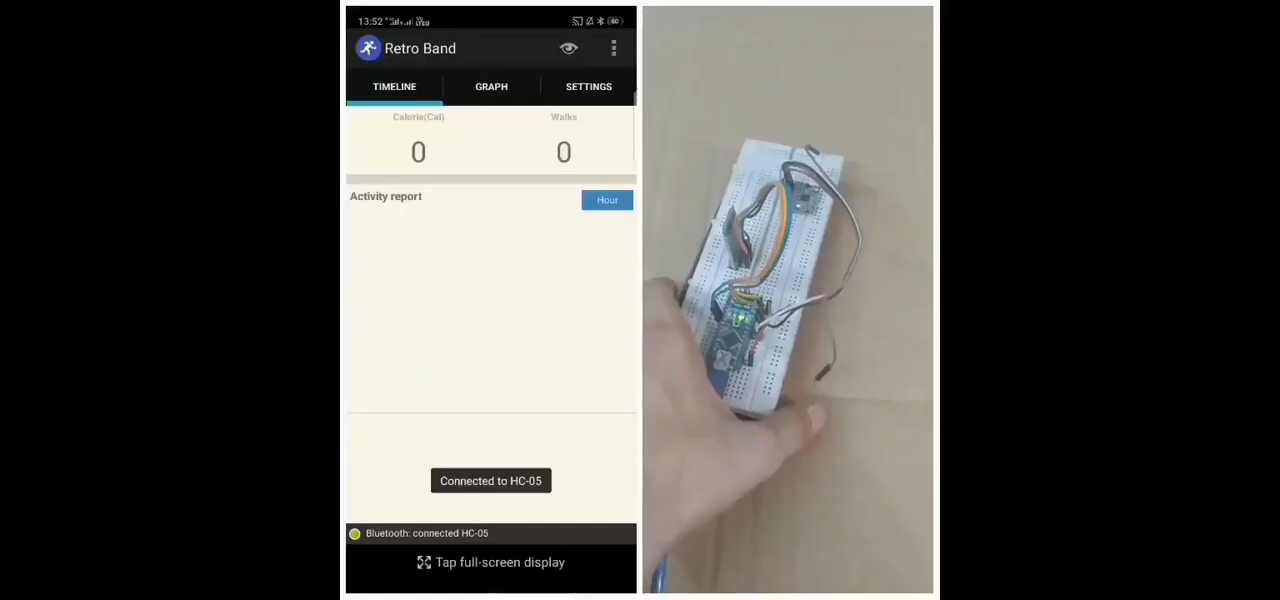 13:52
Retro Band
TIMELINE GRAPH SETTINGS
Calorie(Cal) Walks
0 0
Activity report
Hour
Connected to HC-05
Bluetooth: connected HC-05
Tap full-screen display